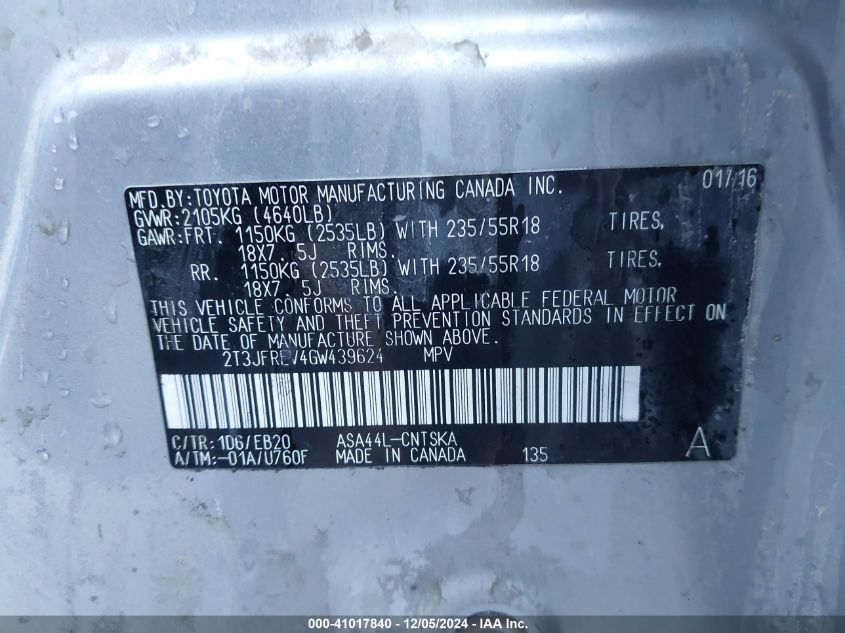 MFD.BY:TOYOTA MOTOR MANUFACTURING CANADA INC. 01/16
GVWR:2105KG (4640LB)
GAWR:FRT. 1150KG (2535LB) WITH 235/55R18 TIRES,
18X7. 5J RIMS.
RR. 1150KG (2535LB) WITH 235/55R18 TIRES,
18X7. 5J RIMS.
THIS VEHICLE CONFORMS TO ALL APPLICABLE FEDERAL MOTOR
VEHICLE SAFETY AND THEFT PREVENTION STANDARDS IN EFFECT ON
THE DATE OF MANUFACTURE SHOWN ABOVE.
2T3JFREV4GW439624 MPV
C/TR:1D6/EB20 ASA44L-CNTSKA
A/TM:-01A/U760F MADE IN CANADA 135 A
000-41017840 - 12/05/2024 - IAA Inc.